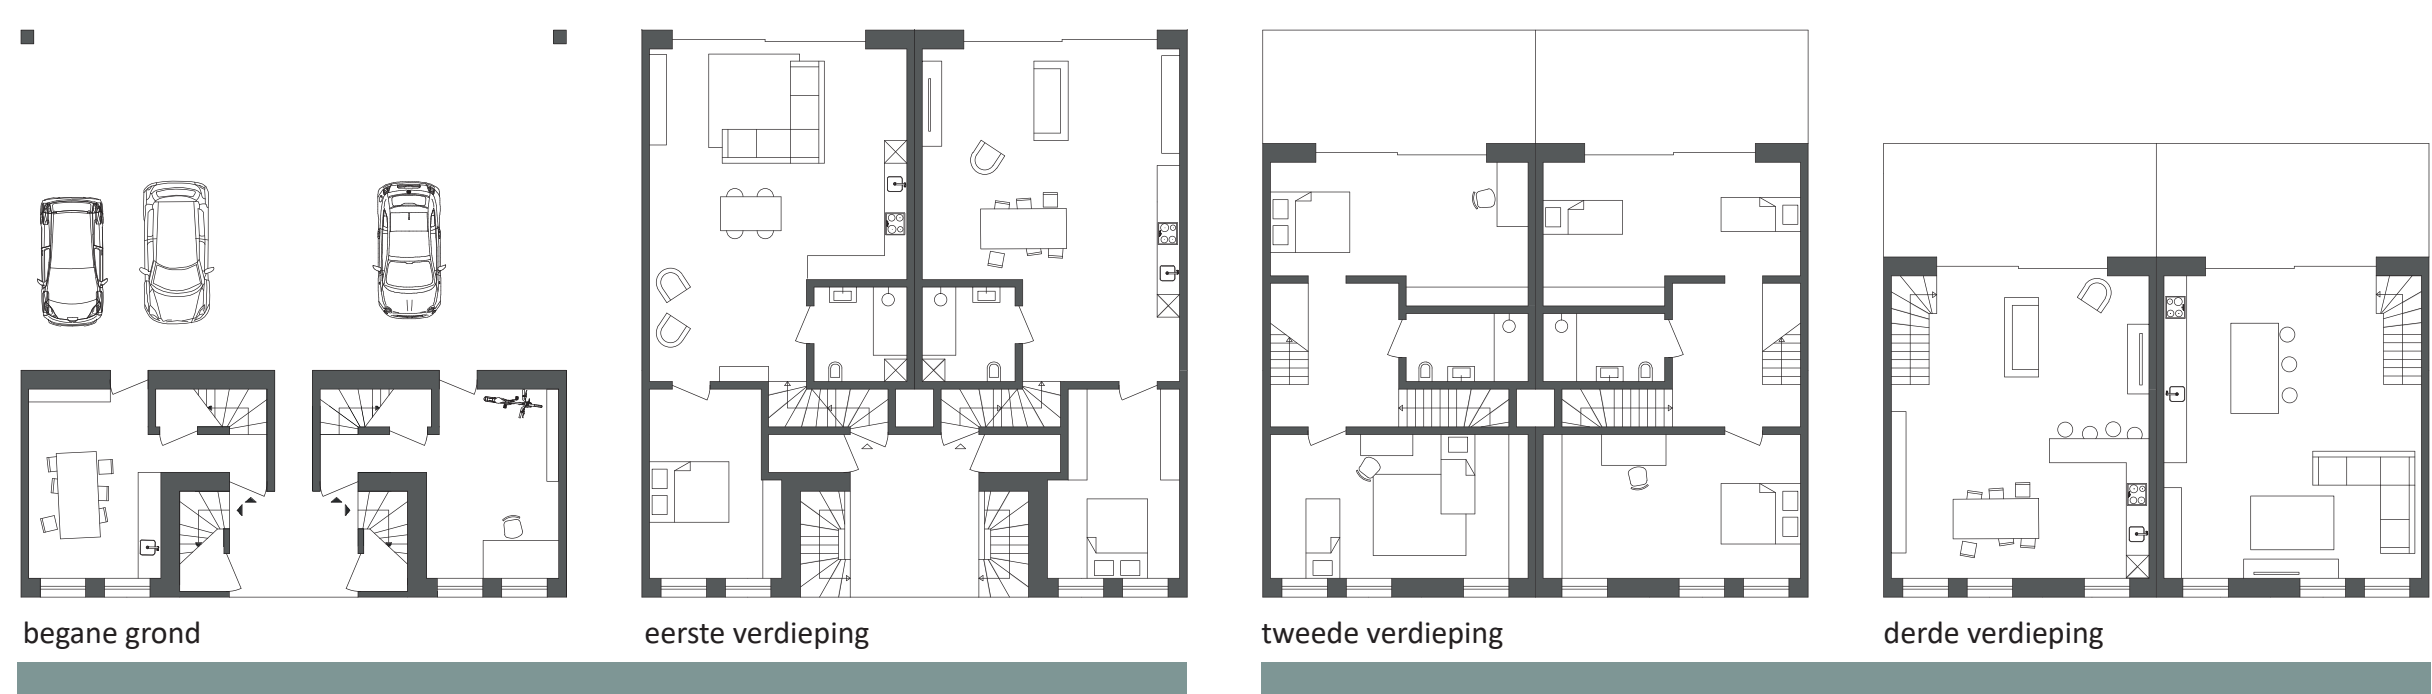 begane grond
eerste verdieping
tweede verdieping
derde verdieping